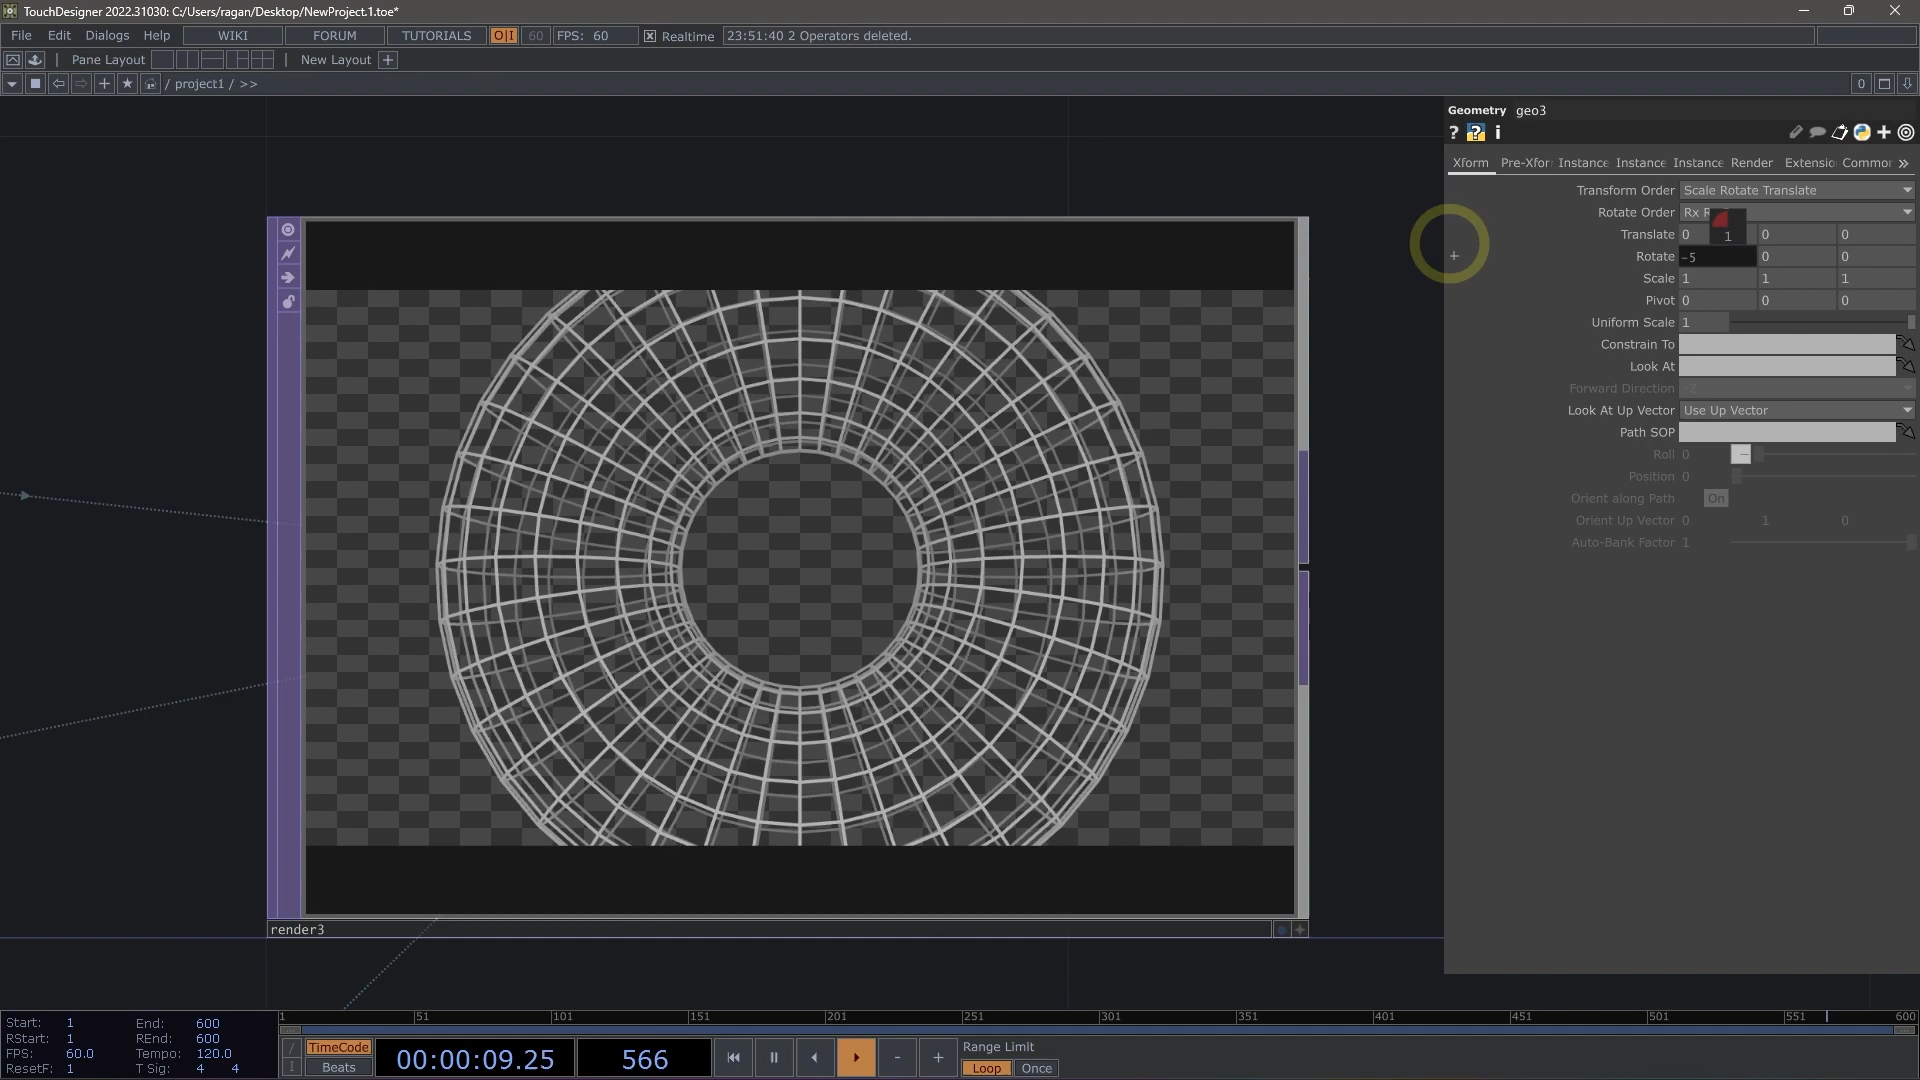 TouchDesigner 2022.31030: C:/Users/ragan/Desktop/NewProject.1.toe*
File Edit Dialogs Help WIKI FORUM TUTORIALS O|I 60 FPS: 60 Realtime 23:51:40 2 Operators deleted.
Pane Layout New Layout +
/ project1 / >> 0
Geometry geo3
? ? i
Xform Pre-Xfor Instance Instance Instance Render Extensio Commor »
Transform Order Scale Rotate Translate
Rotate Order Rx R
Translate 0 1 0 0
Rotate -5 0 0
Scale 1 1 1
Pivot 0 0 0
Uniform Scale 1
Constrain To
Look At
Forward Direction -Z
Look At Up Vector Use Up Vector
Path SOP
Roll 0
Position 0
Orient along Path On
Orient Up Vector 0 1 0
Auto-Bank Factor 1
render3
1 51 101 151 201 251 301 351 401 451 501 551 600
Start: 1 End: 600
RStart: 1 REnd: 600
FPS: 60.0 Tempo: 120.0
ResetF: 1 T Sig: 4 4
TimeCode
Beats
00:00:09.25 566
- +
Range Limit
Loop Once